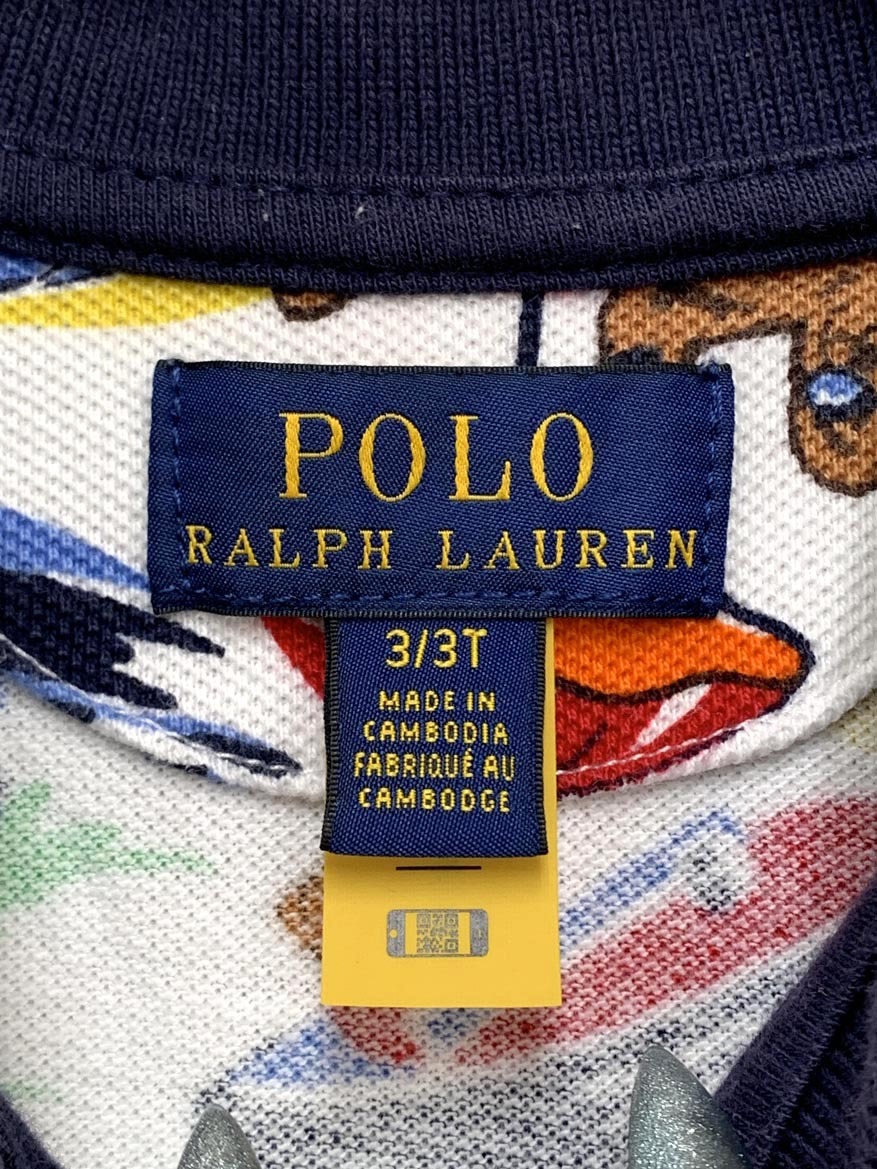 POLO
RALPH LAUREN
3/3T
MADE IN
CAMBODIA
FABRIQUÉ AU
CAMBODGE